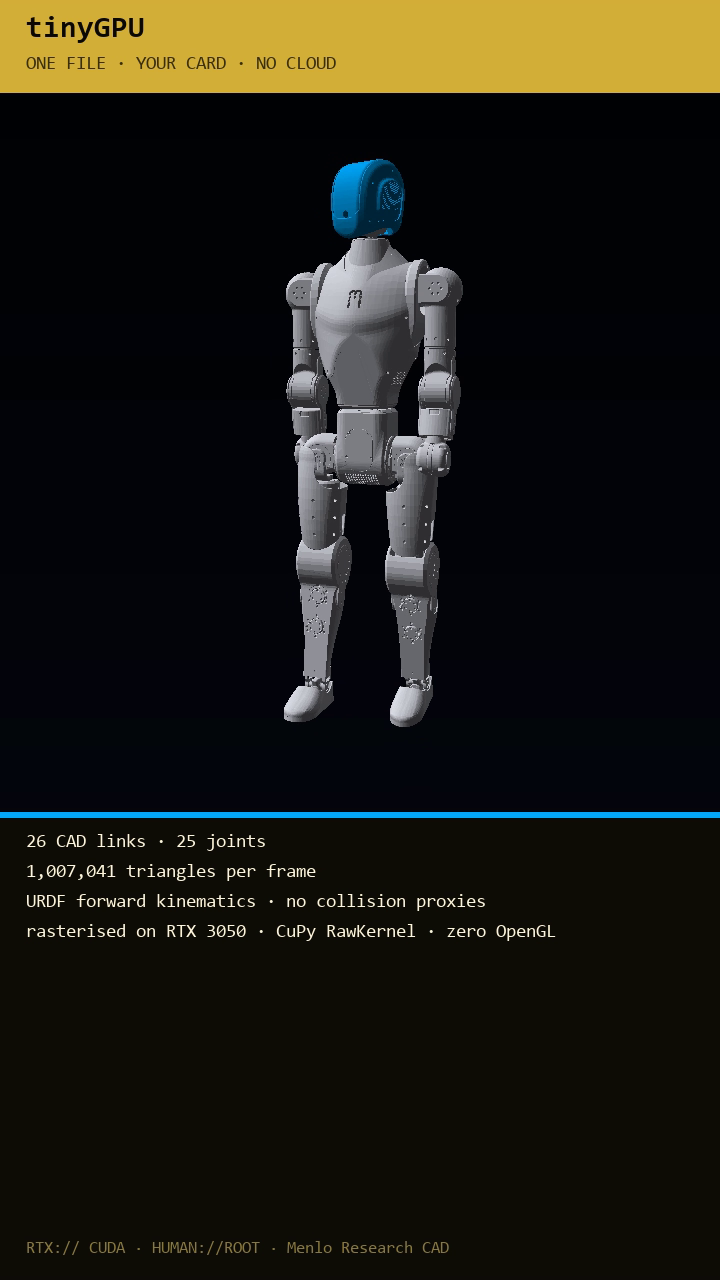 tinyGPU
ONE FILE · YOUR CARD · NO CLOUD
26 CAD links · 25 joints
1,007,041 triangles per frame
URDF forward kinematics · no collision proxies
rasterised on RTX 3050 · CuPy RawKernel · zero OpenGL
RTX:// CUDA · HUMAN://ROOT · Menlo Research CAD